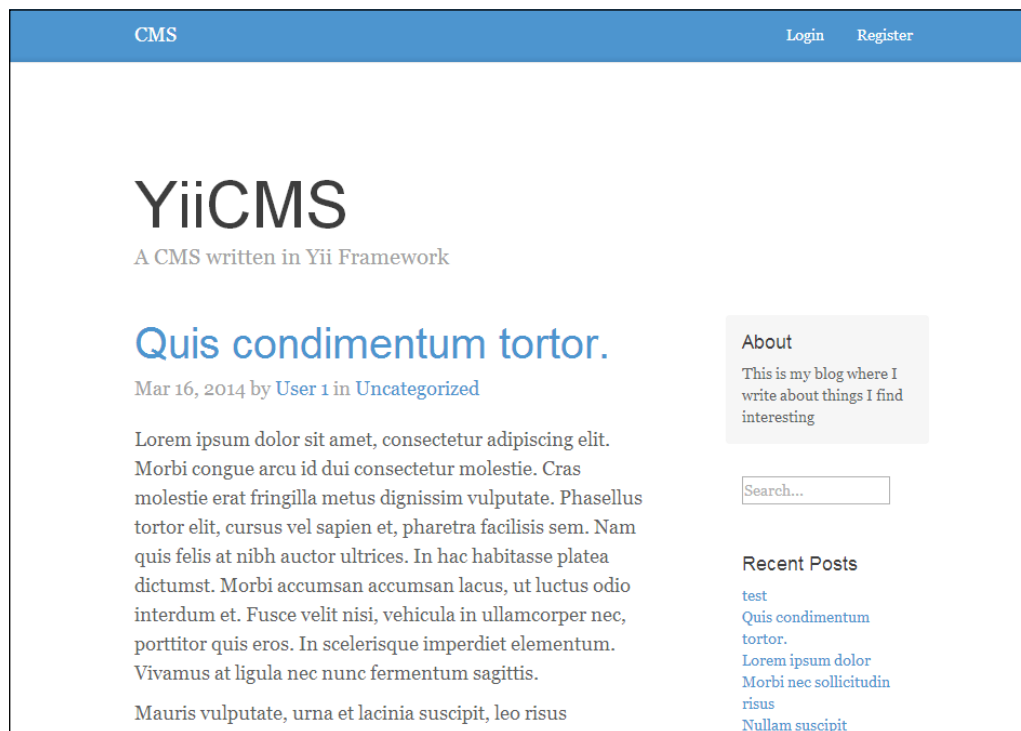 CMS
Login Register
YiiCMS
A CMS written in Yii Framework
Quis condimentum tortor.
Mar 16, 2014 by User 1 in Uncategorized
Lorem ipsum dolor sit amet, consectetur adipiscing elit.
Morbi congue arcu id dui consectetur molestie. Cras
molestie erat fringilla metus dignissim vulputate. Phasellus
tortor elit, cursus vel sapien et, pharetra facilisis sem. Nam
quis felis at nibh auctor ultrices. In hac habitasse platea
dictumst. Morbi accumsan accumsan lacus, ut luctus odio
interdum et. Fusce velit nisi, vehicula in ullamcorper nec,
porttitor quis eros. In scelerisque imperdiet elementum.
Vivamus at ligula nec nunc fermentum sagittis.
Mauris vulputate, urna et lacinia suscipit, leo risus
About
This is my blog where I
write about things I find
interesting
Search...
Recent Posts
test
Quis condimentum
tortor.
Lorem ipsum dolor
Morbi nec sollicitudin
risus
Nullam suscipit